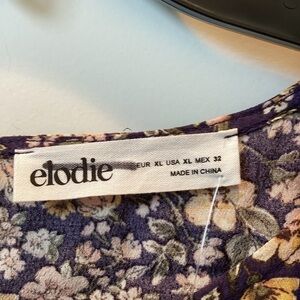 elodie
EUR XL USA XL MEX 32
MADE IN CHINA